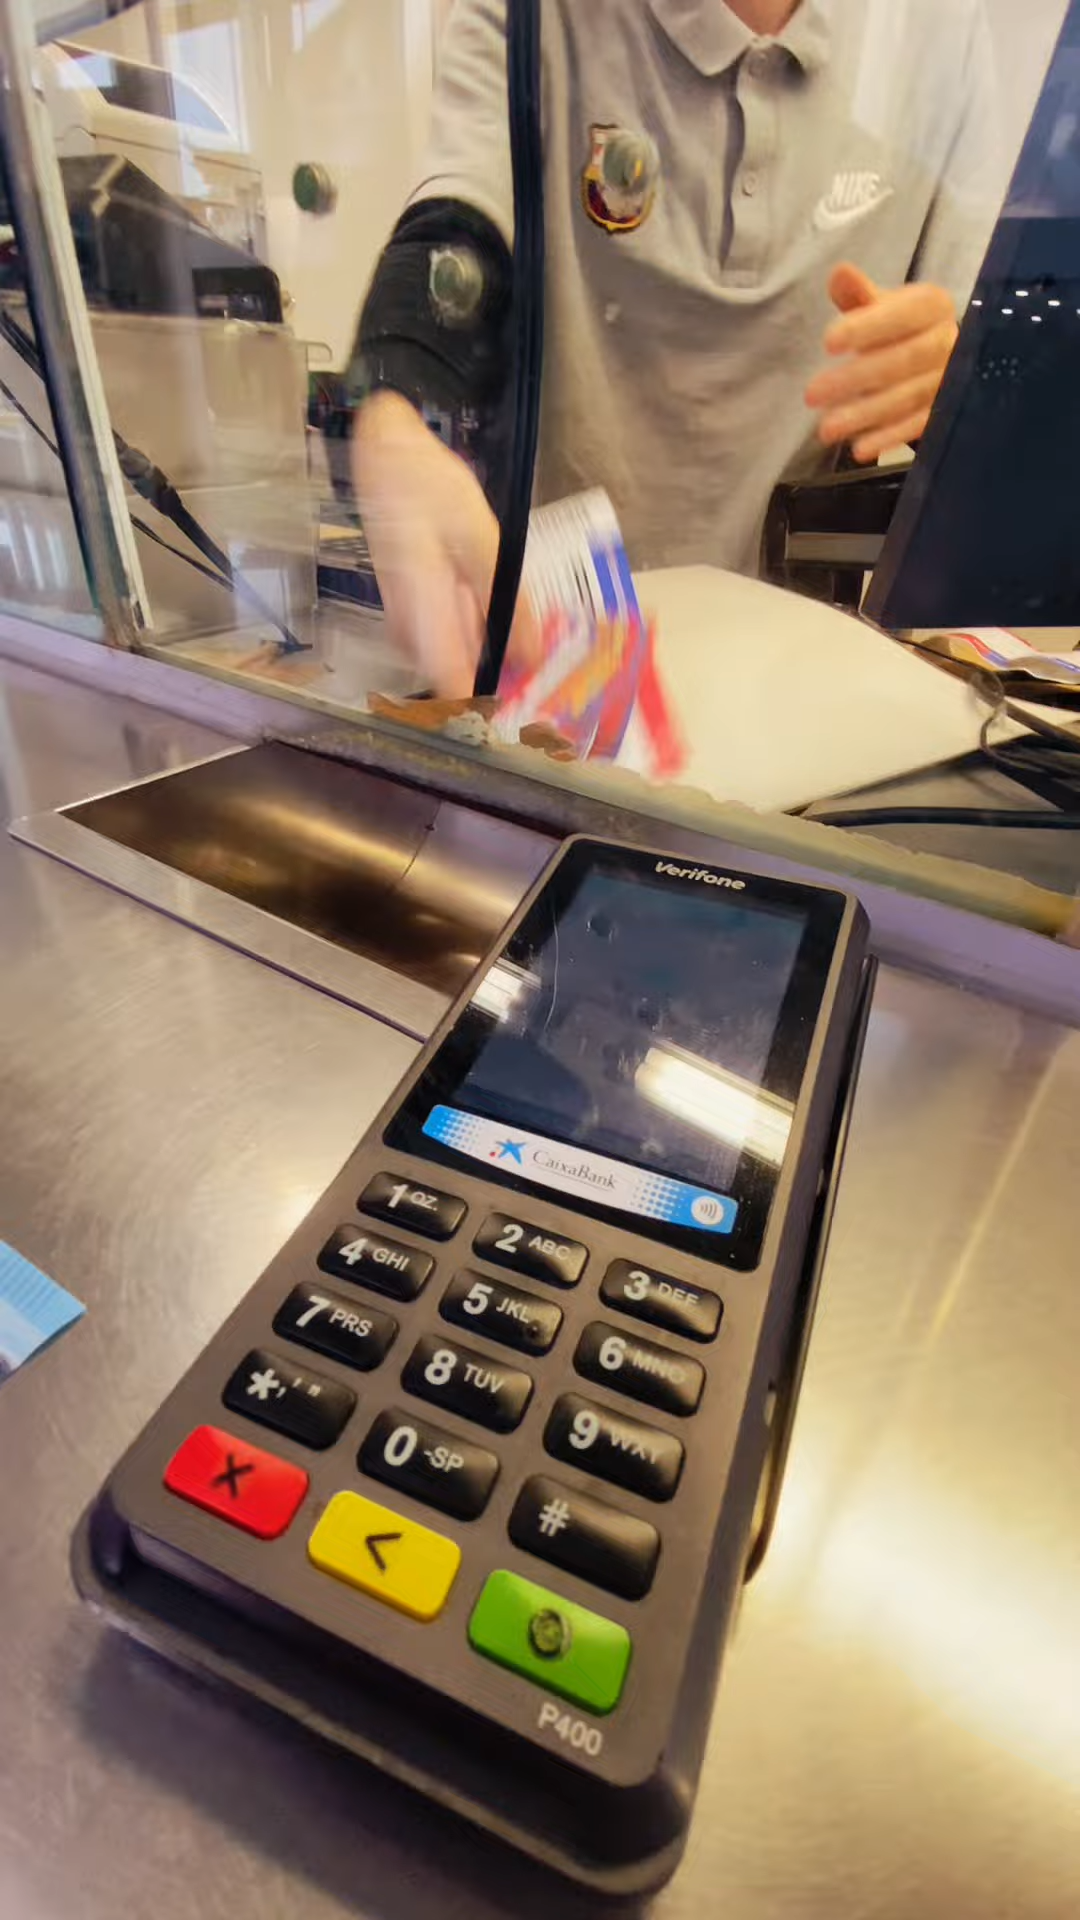 NIKE
Verifone
CaixaBank
1 QZ.
2 ABC
3 DEF
4 GHI
5 JKL
6 MNO
7 PRS
8 TUV
9 WXY
*,'"
0 -SP
#
X
<
P400